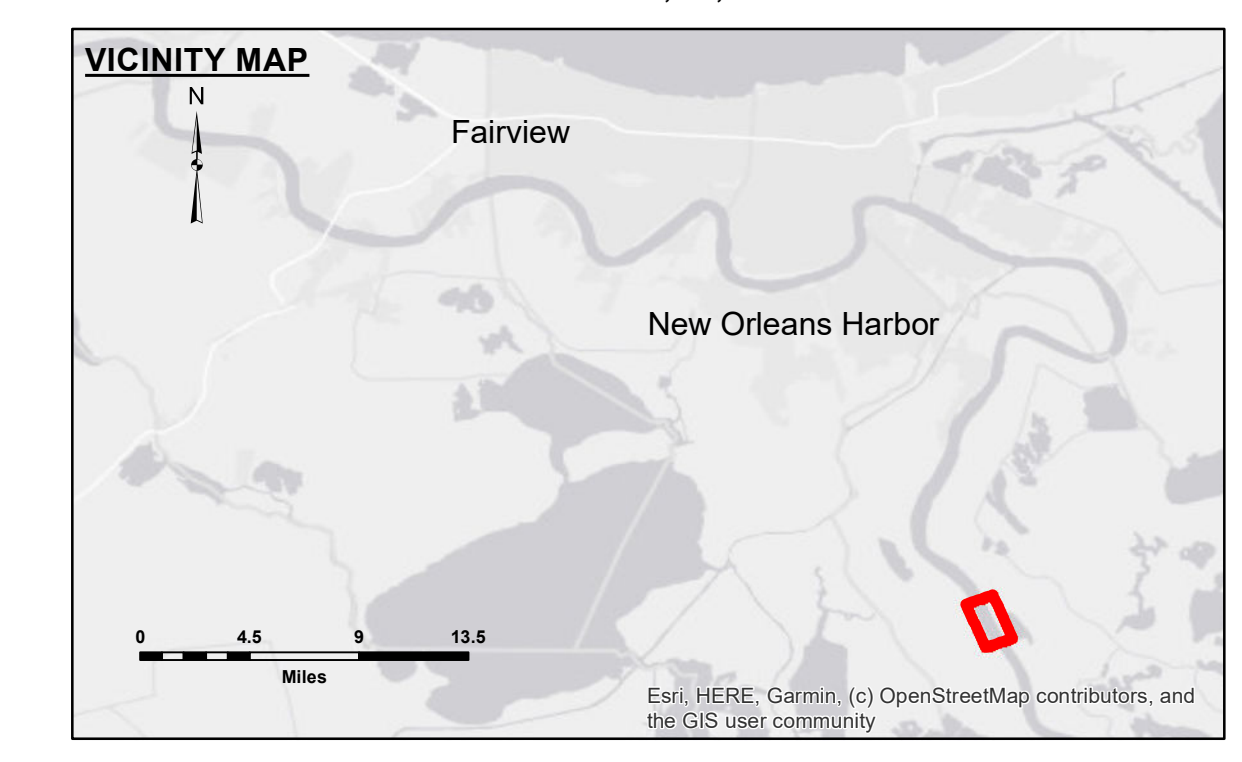 VICINITY MAP
N
Fairview
New Orleans Harbor
0 4.5 9 13.5
Miles
Esri, HERE, Garmin, (c) OpenStreetMap contributors, and
the GIS user community